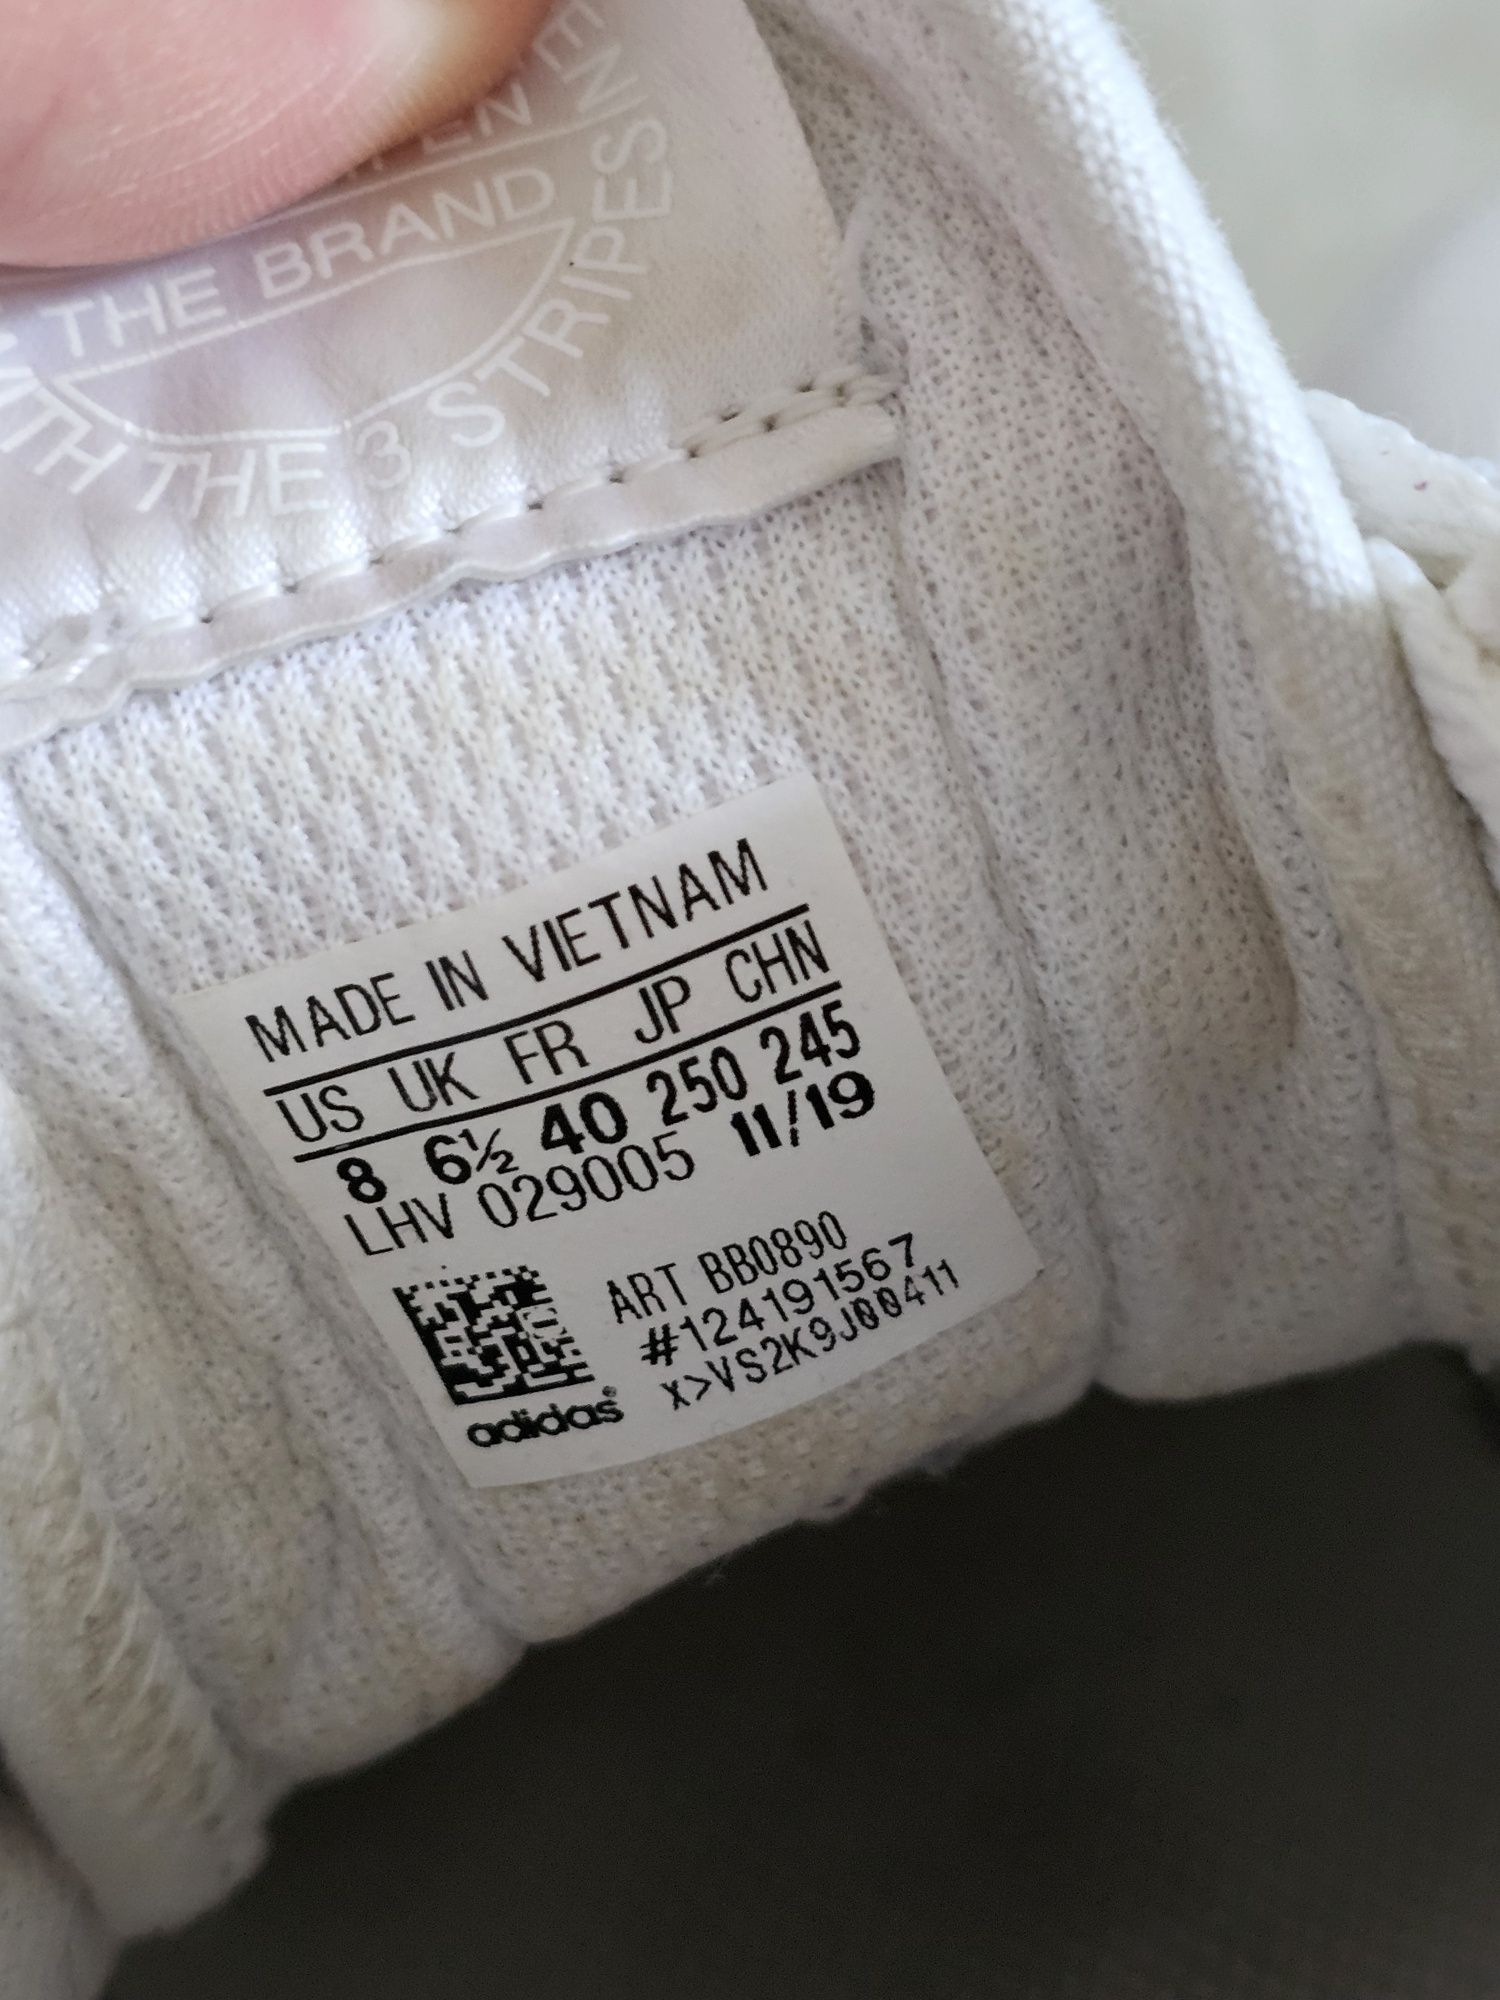 THE BRAND
WITH THE 3 STRIPES
MADE IN VIETNAM
US UK FR JP CHN
8 6½ 40 250 245
LHV 029005 11/19
ART BB0890
#124191567
x>VS2K9J00411
adidas®